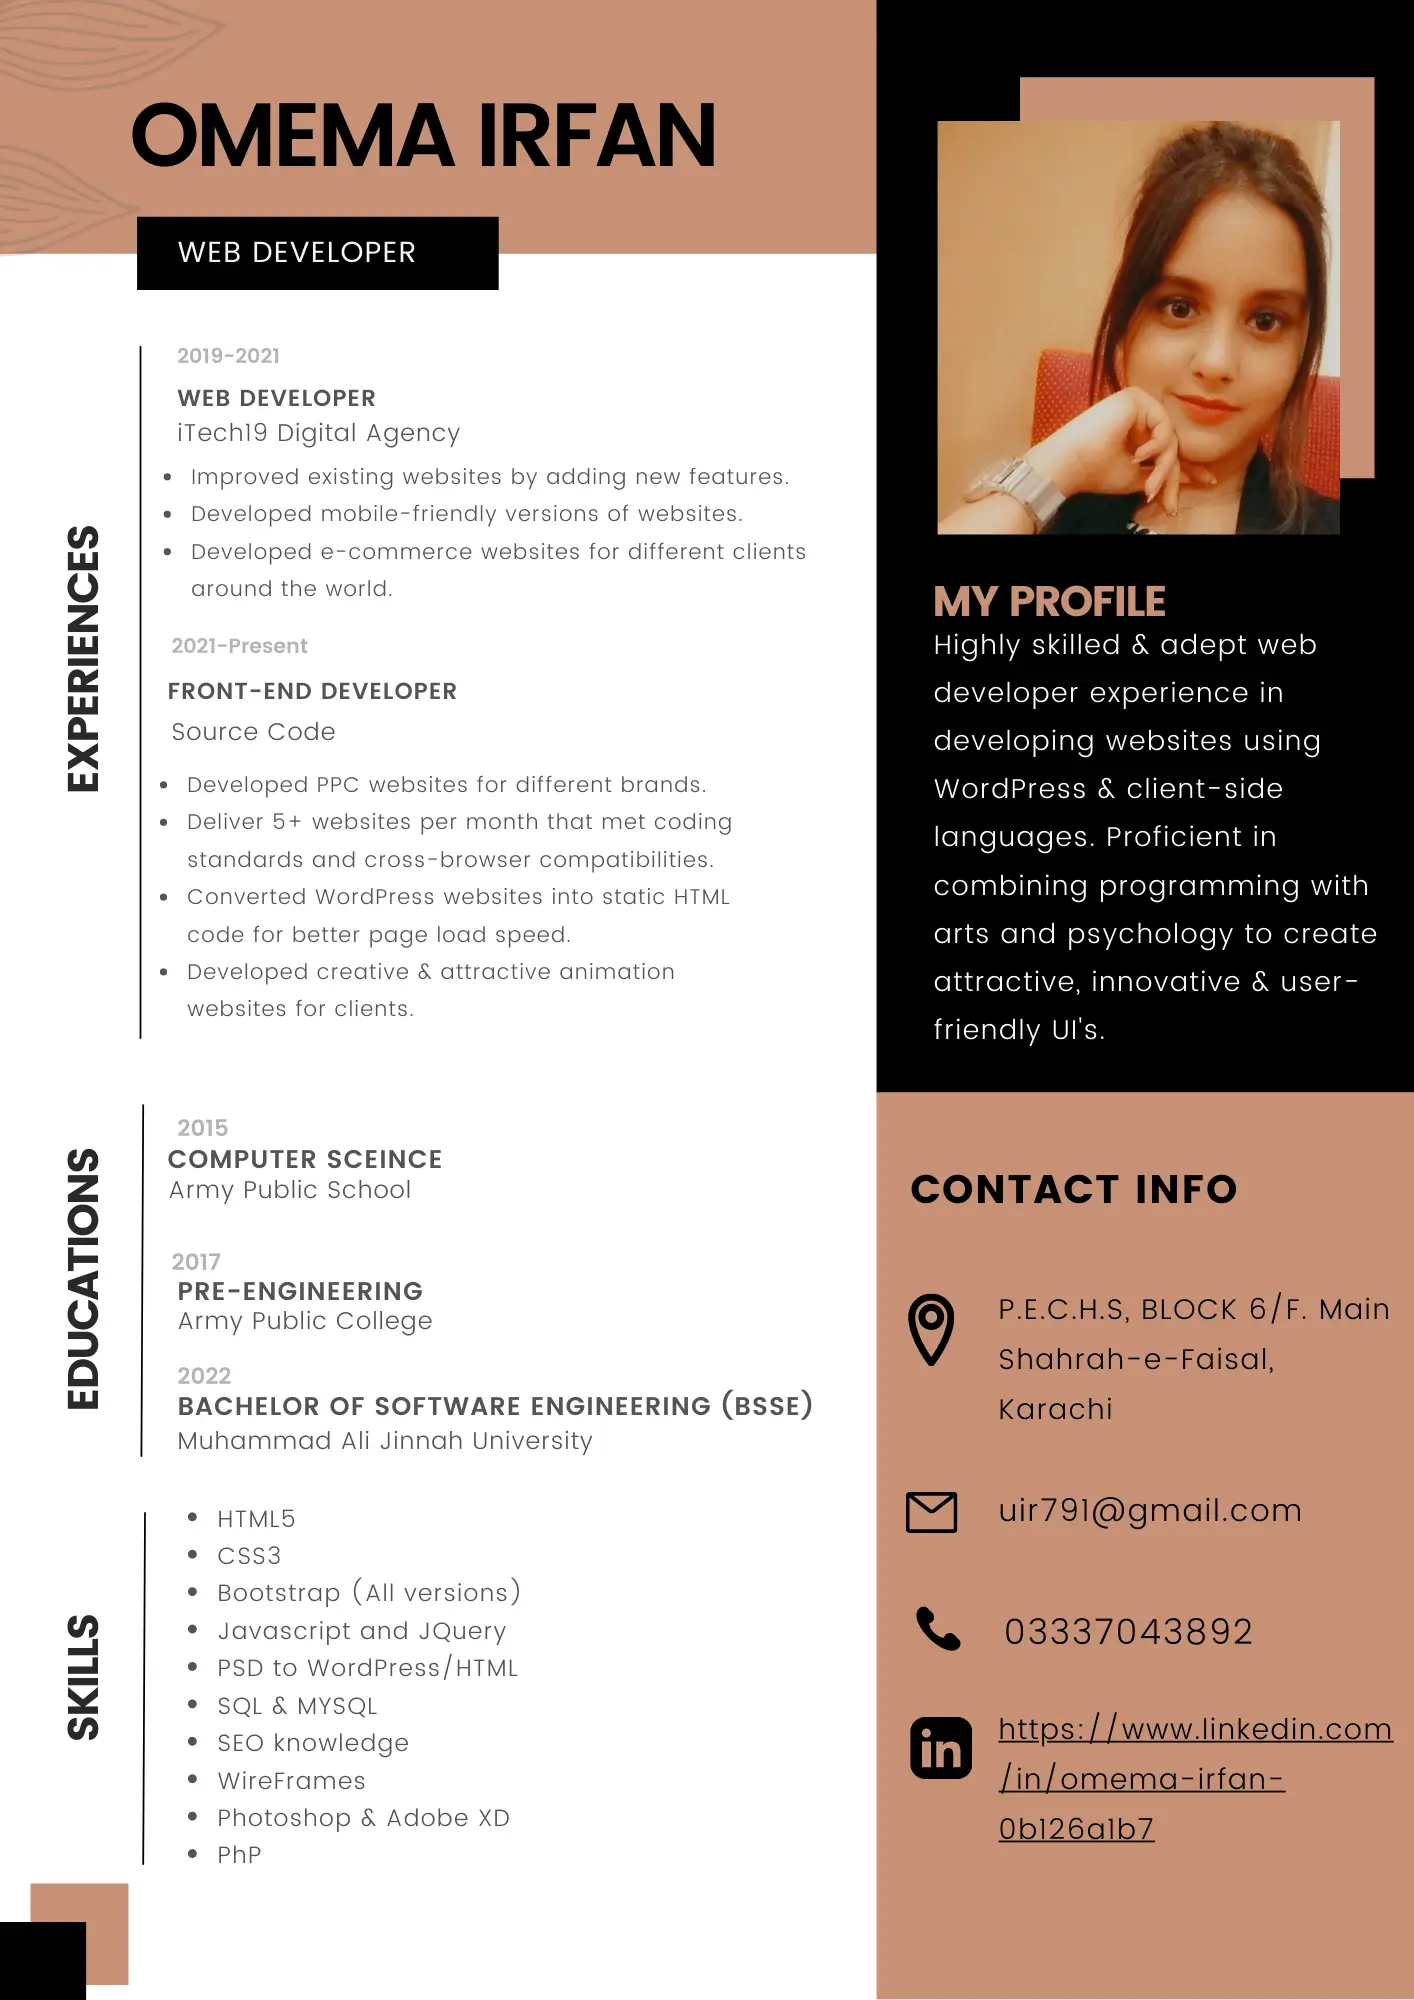 OMEMA IRFAN
WEB DEVELOPER
EXPERIENCES
2019-2021
WEB DEVELOPER
iTech19 Digital Agency
• Improved existing websites by adding new features.
• Developed mobile-friendly versions of websites.
• Developed e-commerce websites for different clients
around the world.
2021-Present
FRONT-END DEVELOPER
Source Code
• Developed PPC websites for different brands.
• Deliver 5+ websites per month that met coding
standards and cross-browser compatibilities.
• Converted WordPress websites into static HTML
code for better page load speed.
• Developed creative & attractive animation
websites for clients.
EDUCATIONS
2015
COMPUTER SCEINCE
Army Public School
2017
PRE-ENGINEERING
Army Public College
2022
BACHELOR OF SOFTWARE ENGINEERING (BSSE)
Muhammad Ali Jinnah University
SKILLS
• HTML5
• CSS3
• Bootstrap (All versions)
• Javascript and JQuery
• PSD to WordPress/HTML
• SQL & MYSQL
• SEO knowledge
• WireFrames
• Photoshop & Adobe XD
• PhP
MY PROFILE
Highly skilled & adept web
developer experience in
developing websites using
WordPress & client-side
languages. Proficient in
combining programming with
arts and psychology to create
attractive, innovative & user-
friendly UI's.
CONTACT INFO
P.E.C.H.S, BLOCK 6/F. Main
Shahrah-e-Faisal,
Karachi
uir791@gmail.com
03337043892
in
https://www.linkedin.com
/in/omema-irfan-
0b126a1b7